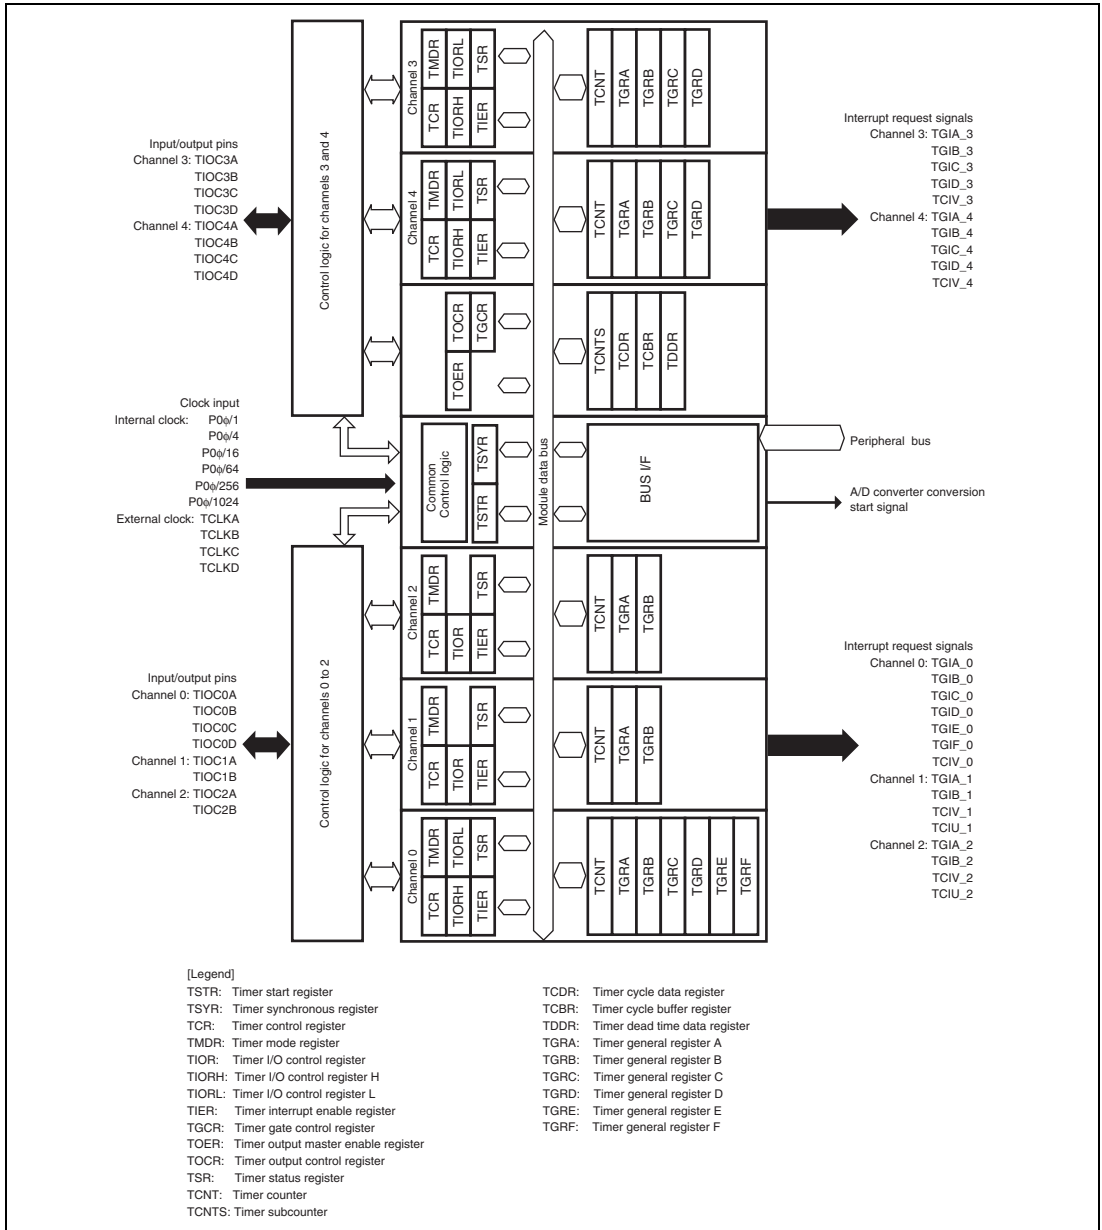 Input/output pins
Channel 3: TIOC3A
TIOC3B
TIOC3C
TIOC3D
Channel 4: TIOC4A
TIOC4B
TIOC4C
TIOC4D
Clock input
Internal clock: P0φ/1
P0φ/4
P0φ/16
P0φ/64
P0φ/256
P0φ/1024
External clock: TCLKA
TCLKB
TCLKC
TCLKD
Input/output pins
Channel 0: TIOC0A
TIOC0B
TIOC0C
TIOC0D
Channel 1: TIOC1A
TIOC1B
Channel 2: TIOC2A
TIOC2B
Control logic for channels 3 and 4
Control logic for channels 0 to 2
Channel 3
TCR
TMDR
TIORH
TIORL
TIER
TSR
TCNT
TGRA
TGRB
TGRC
TGRD
Channel 4
TCR
TMDR
TIORH
TIORL
TIER
TSR
TCNT
TGRA
TGRB
TGRC
TGRD
TOER
TOCR
TGCR
TCNTS
TCDR
TCBR
TDDR
Common
Control logic
TSTR
TSYR
Module data bus
BUS I/F
Channel 2
TCR
TMDR
TIOR
TIER
TSR
TCNT
TGRA
TGRB
Channel 1
TCR
TMDR
TIOR
TIER
TSR
TCNT
TGRA
TGRB
Channel 0
TCR
TMDR
TIORH
TIORL
TIER
TSR
TCNT
TGRA
TGRB
TGRC
TGRD
TGRE
TGRF
Interrupt request signals
Channel 3: TGIA_3
TGIB_3
TGIC_3
TGID_3
TCIV_3
Channel 4: TGIA_4
TGIB_4
TGIC_4
TGID_4
TCIV_4
Peripheral bus
A/D converter conversion
start signal
Interrupt request signals
Channel 0: TGIA_0
TGIB_0
TGIC_0
TGID_0
TGIE_0
TGIF_0
TCIV_0
Channel 1: TGIA_1
TGIB_1
TCIV_1
TCIU_1
Channel 2: TGIA_2
TGIB_2
TCIV_2
TCIU_2
[Legend]
TSTR: Timer start register
TSYR: Timer synchronous register
TCR: Timer control register
TMDR: Timer mode register
TIOR: Timer I/O control register
TIORH: Timer I/O control register H
TIORL: Timer I/O control register L
TIER: Timer interrupt enable register
TGCR: Timer gate control register
TOER: Timer output master enable register
TOCR: Timer output control register
TSR: Timer status register
TCNT: Timer counter
TCNTS: Timer subcounter
TCDR: Timer cycle data register
TCBR: Timer cycle buffer register
TDDR: Timer dead time data register
TGRA: Timer general register A
TGRB: Timer general register B
TGRC: Timer general register C
TGRD: Timer general register D
TGRE: Timer general register E
TGRF: Timer general register F